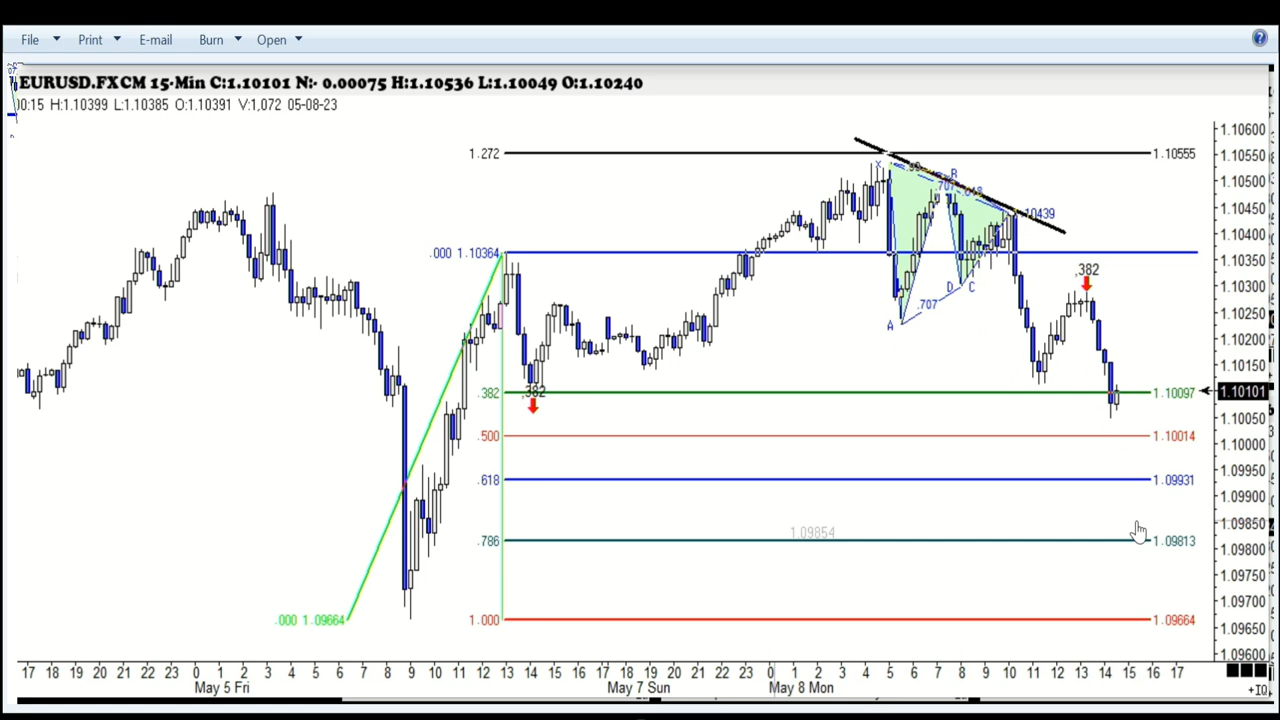 File Print E-mail Burn Open
EURUSD.FXCM 15-Min C:1.10101 N:- 0.00075 H:1.10536 L:1.10049 O:1.10240
00:15 H:1.10399 L:1.10385 O:1.10391 V:1,072 05-08-23
1.10600
1.272 1.10555
1.10550
X .90 B
.707 .618
1.10500
10439
1.10450
1.10400
.000 1.10364
1.10350
.382
D C
1.10300
.707
A
1.10250
1.10200
1.10150
.382 .382 1.10097 1.10101
1.10050
.500 1.10014
1.10000
1.09950
.618 1.09931
1.09900
1.09850
1.09854
.786 1.09813
1.09800
1.09750
1.09700
.000 1.09664 1.000 1.09664
1.09650
1.09600
17 18 19 20 21 22 23 0 1 2 3 4 5 6 7 8 9 10 11 12 13 14 15 16 17 18 19 20 21 22 23 0 1 2 3 4 5 6 7 8 9 10 11 12 13 14 15 16 17
May 5 Fri May 7 Sun May 8 Mon
+IQ